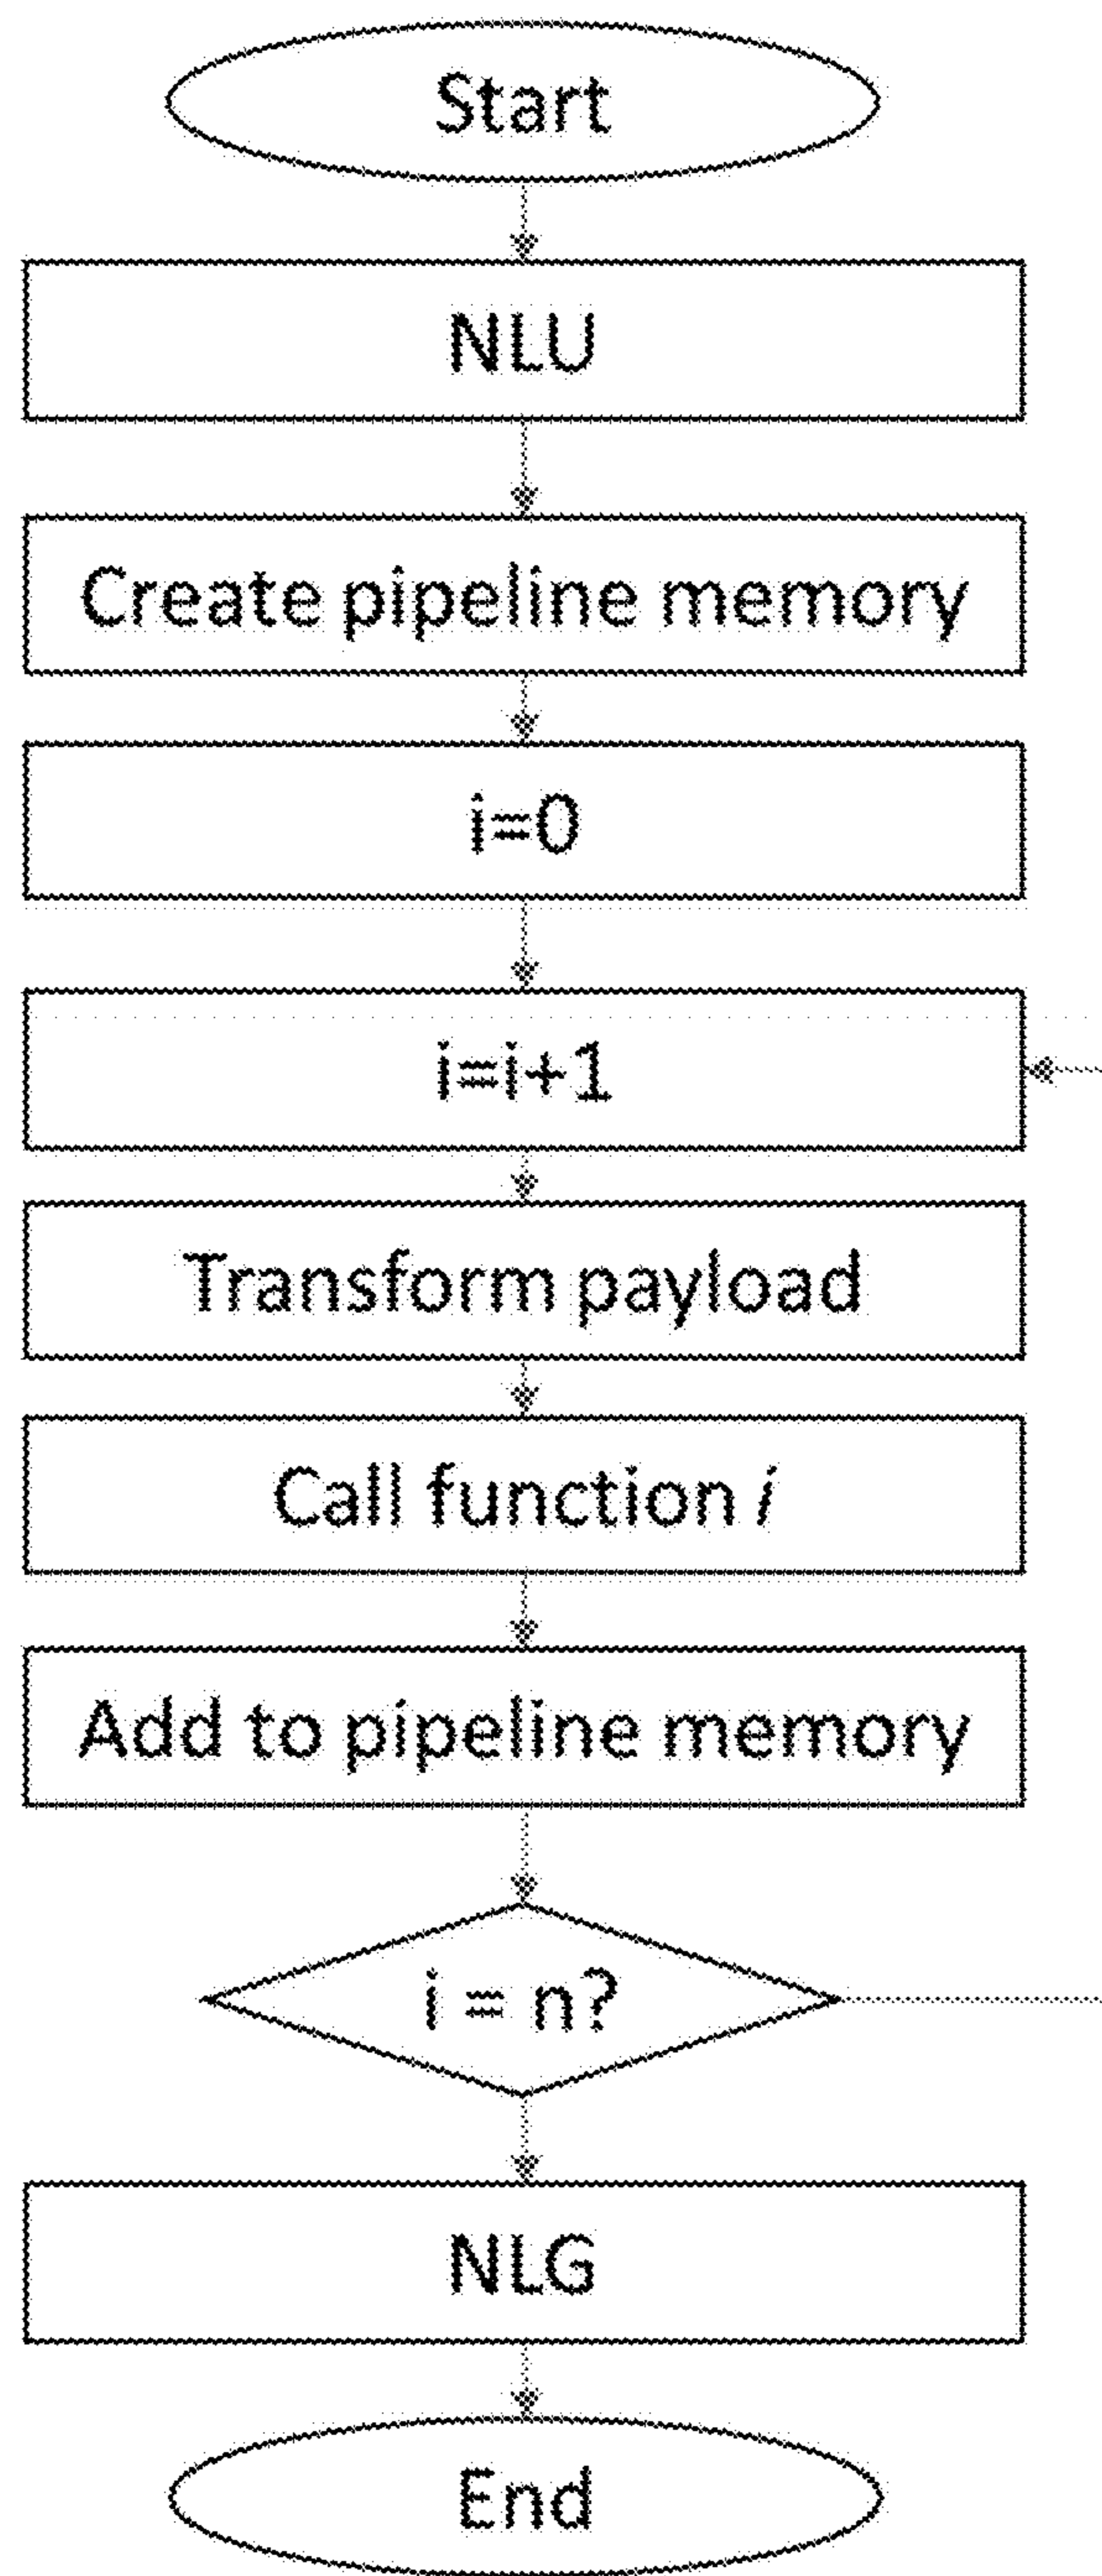 Start
NLU
Create pipeline memory
i=0
i=i+1
Transform payload
Call function i
Add to pipeline memory
i = n?
NLG
End